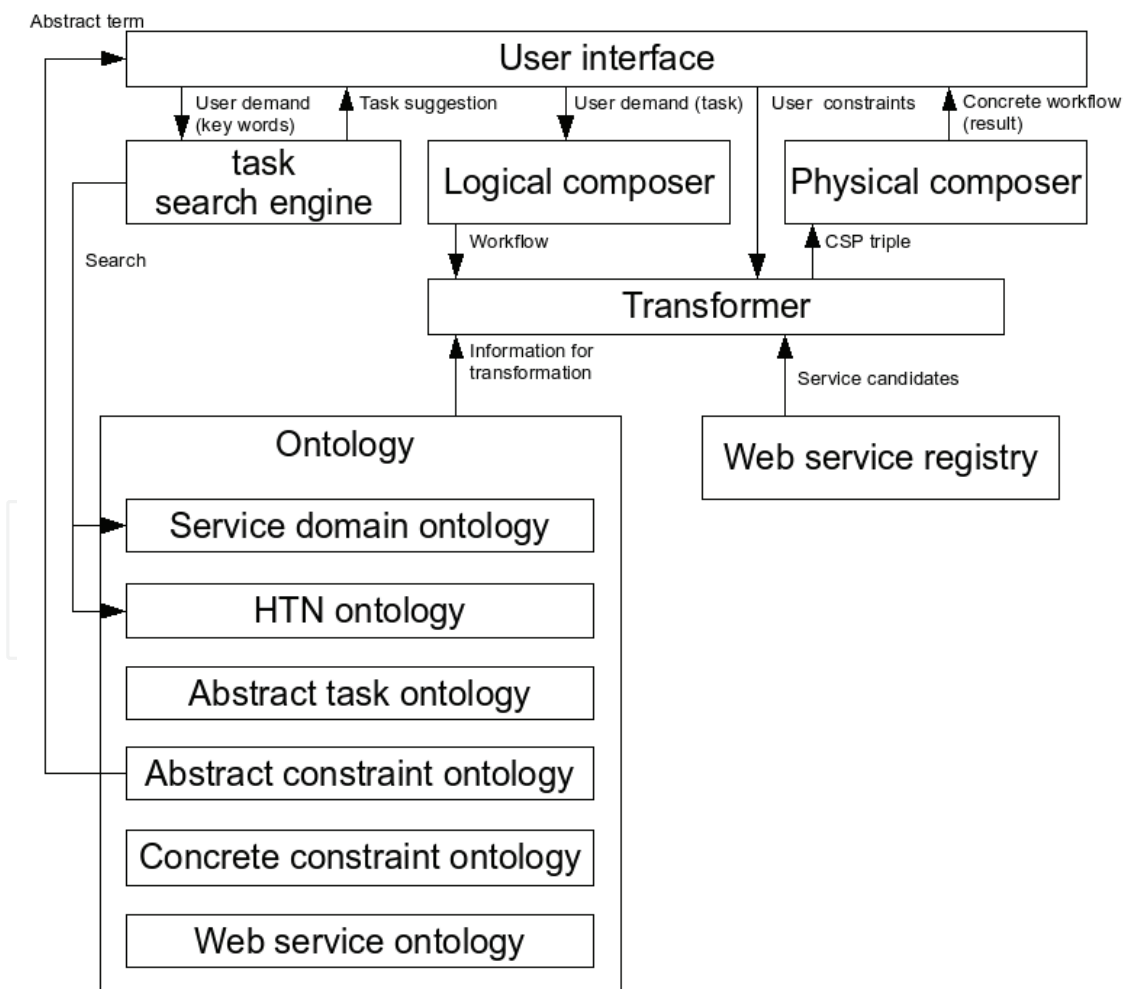 Abstract term
User interface
User demand
(key words)
Task suggestion
User demand (task)
User constraints
Concrete workflow
(result)
task
search engine
Logical composer
Physical composer
Search
Workflow
CSP triple
Transformer
Information for
transformation
Service candidates
Ontology
Web service registry
Service domain ontology
HTN ontology
Abstract task ontology
Abstract constraint ontology
Concrete constraint ontology
Web service ontology